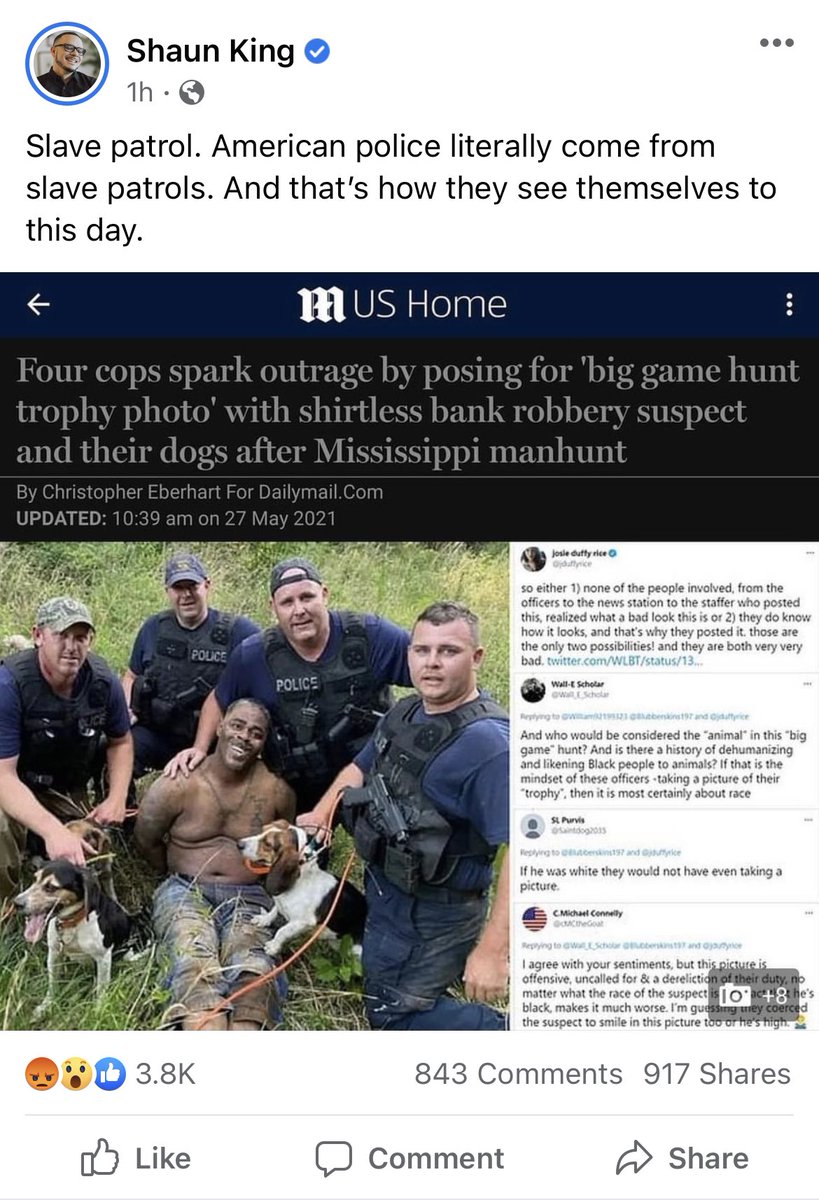 Shaun King
1h
Slave patrol. American police literally come from
slave patrols. And that's how they see themselves to
this day.
m US Home
Four cops spark outrage by posing for 'big game hunt
trophy photo' with shirtless bank robbery suspect
and their dogs after Mississippi manhunt
By Christopher Eberhart For Dailymail.Com
UPDATED: 10:39 am on 27 May 2021
POLICE
POLICE
josie duffy rice
@jduffyrice
so either 1) none of the people involved, from the
officers to the news station to the staffer who posted
this, realized what a bad look this is or 2) they do know
how it looks, and that's why they posted it. those are
the only two possibilities! and they are both very very
bad. twitter.com/WLBT/status/13...
Wall-E Scholar
@Wall_E_Scholar
Replying to @Blubberskins197 and @jduffyrice
And who would be considered the "animal" in this "big
game" hunt? And is there a history of dehumanizing
and likening Black people to animals? If that is the
mindset of these officers -taking a picture of their
"trophy", then it is most certainly about race
SL Purvis
@Saintdog2035
Replying to @Blubberskins197 and @jduffyrice
If he was white they would not have even taking a
picture.
C.Michael Connelly
@CMCtheGoat
Replying to @Wall_E_Scholar @Blubberskins197 and @jduffyrice
I agree with your sentiments, but this picture is
offensive, uncalled for & a dereliction of their duty, no
matter what the race of the suspect is he's
black, makes it much worse. I'm guessing they coerced
the suspect to smile in this picture too or he's high.
+8
3.8K
843 Comments 917 Shares
Like
Comment
Share